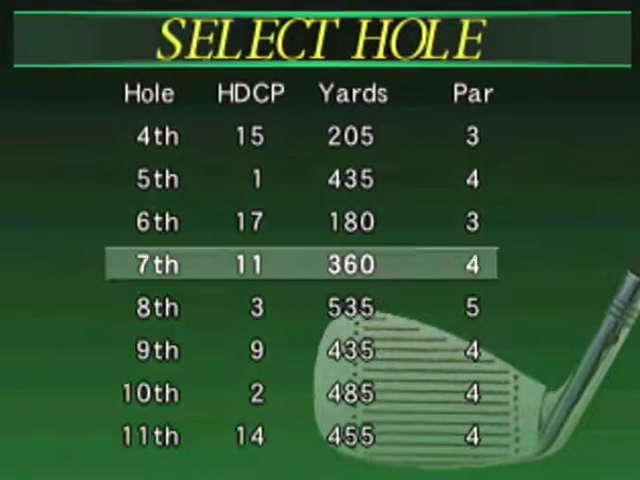 SELECT HOLE
Hole HDCP Yards Par
4th 15 205 3
5th 1 435 4
6th 17 180 3
7th 11 360 4
8th 3 535 5
9th 9 435 4
10th 2 485 4
11th 14 455 4